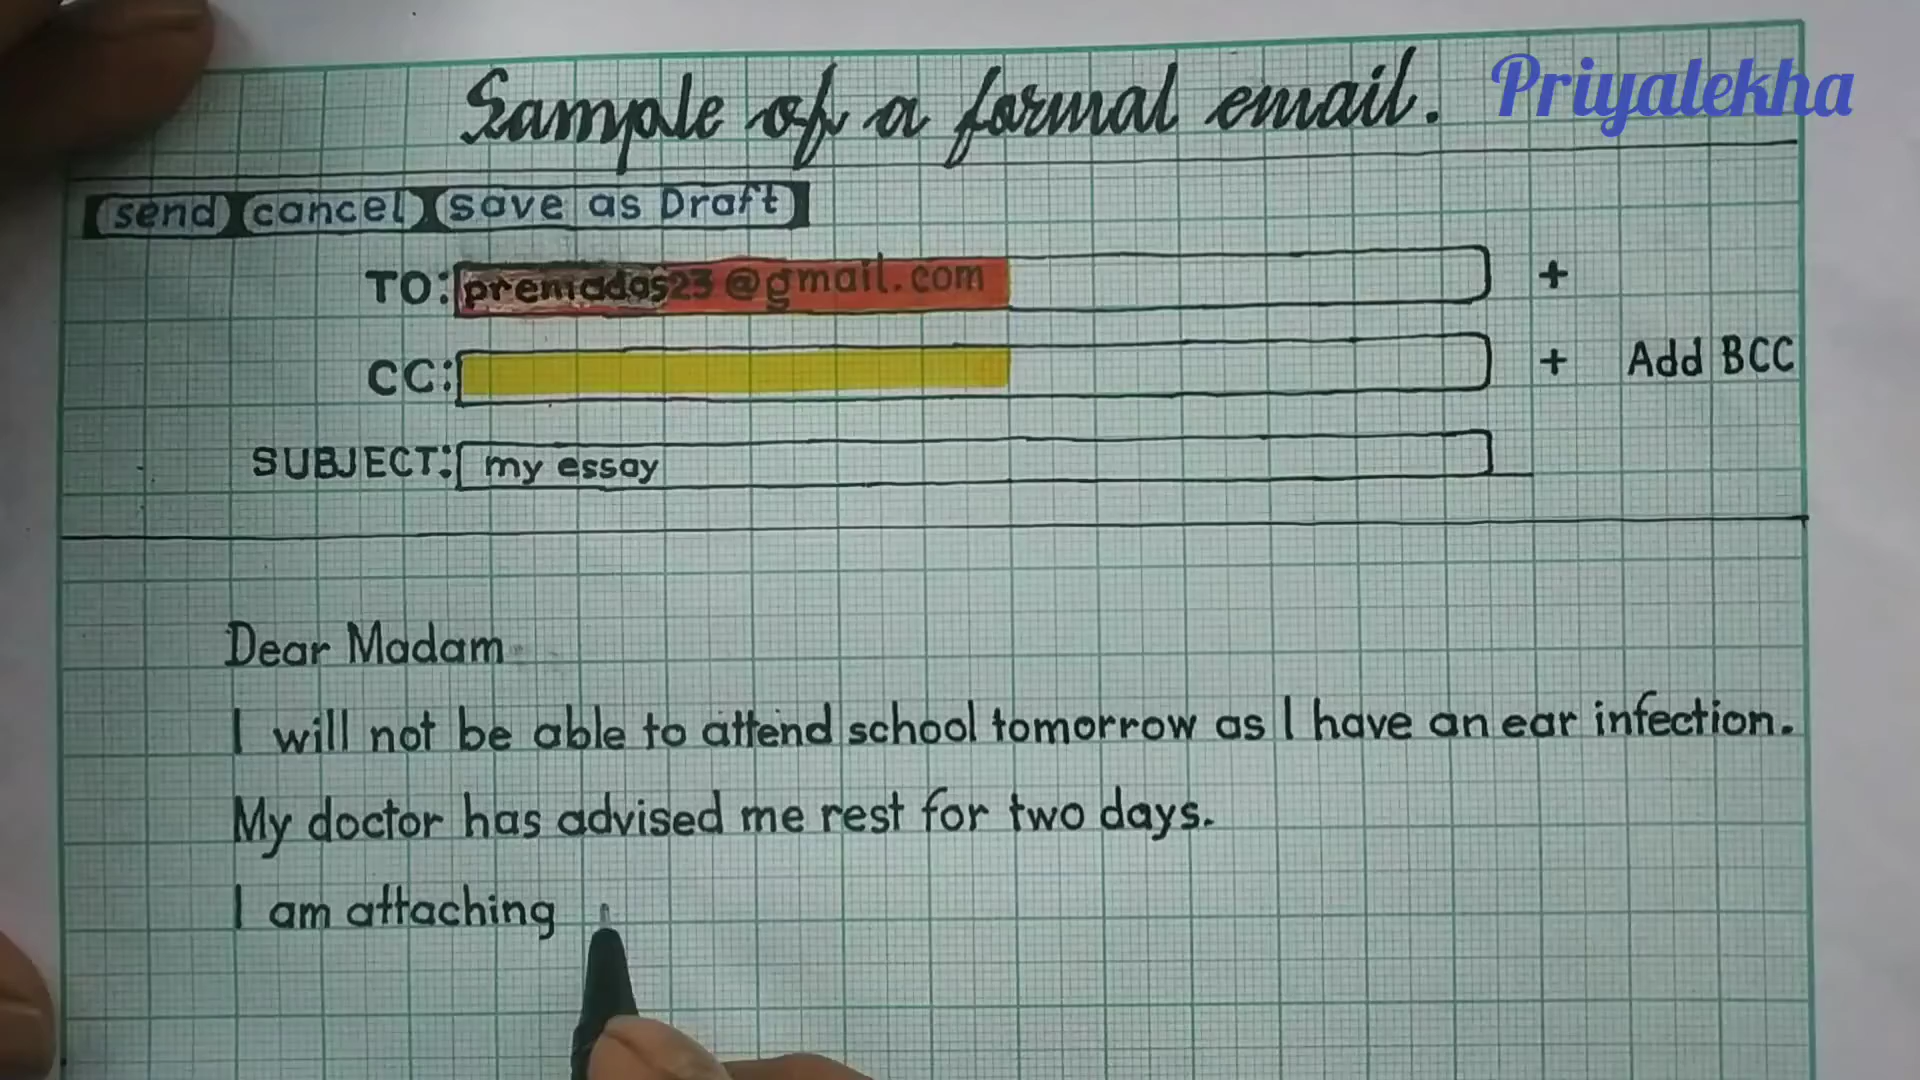 Sample of a formal email.
Priyalekha
send cancel save as Draft
TO: premadas23@gmail.com +
CC: + Add BCC
SUBJECT: my essay
Dear Madam
I will not be able to attend school tomorrow as I have an ear infection.
My doctor has advised me rest for two days.
I am attaching